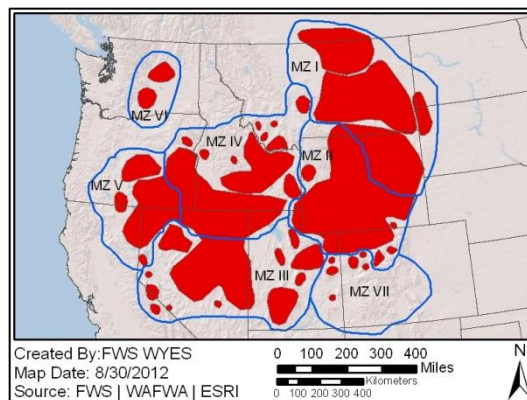 MZ I
MZ VI
MZ IV
MZ II
MZ V
MZ III
MZ VII
Created By:FWS WYES
Map Date: 8/30/2012
Source: FWS | WAFWA | ESRI
0 100 200 300 400
Miles
Kilometers
0 100 200 300 400
N